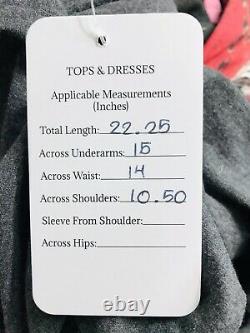 TOPS & DRESSES
Applicable Measurements
(Inches)
Total Length: 22.25
Across Underarms: 15
Across Waist: 14
Across Shoulders: 10.50
Sleeve From Shoulder:
Across Hips:
ebay